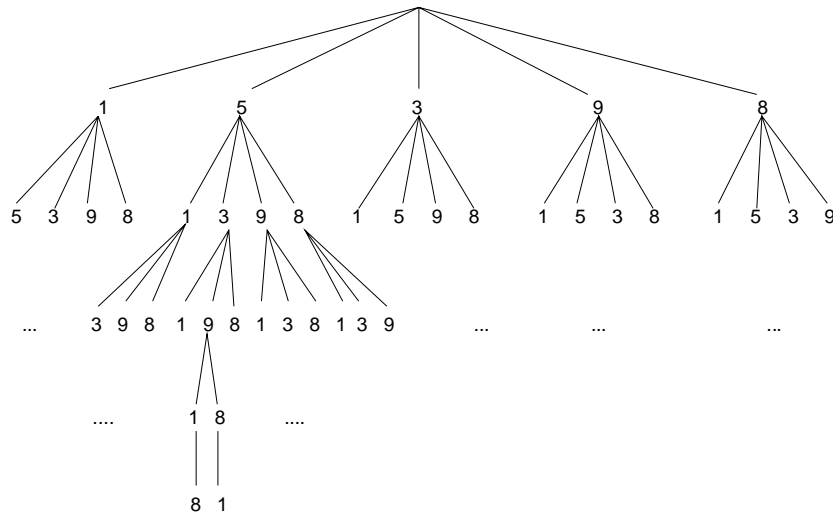 1 5 3 9 8
5 3 9 8 1 3 9 8 1 5 9 8 1 5 3 8 1 5 3 9
... 3 9 8 1 9 8 1 3 8 1 3 9 ... ... ...
.... 1 8 ....
8 1